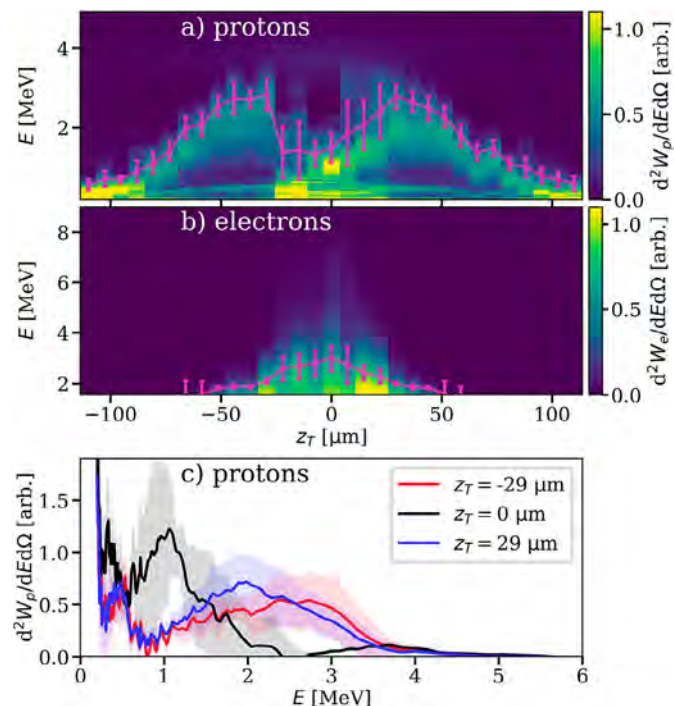 a) protons
E [MeV]
4
2
d²Wₚ/dEdΩ [arb.]
1.0
0.5
0.0
b) electrons
E [MeV]
8
6
4
2
d²Wₑ/dEdΩ [arb.]
1.0
0.5
0.0
−100 −50 0 50 100
z_T [µm]
c) protons
d²Wₚ/dEdΩ [arb.]
1.5
1.0
0.5
0.0
z_T = -29 µm
z_T = 0 µm
z_T = 29 µm
0 1 2 3 4 5 6
E [MeV]